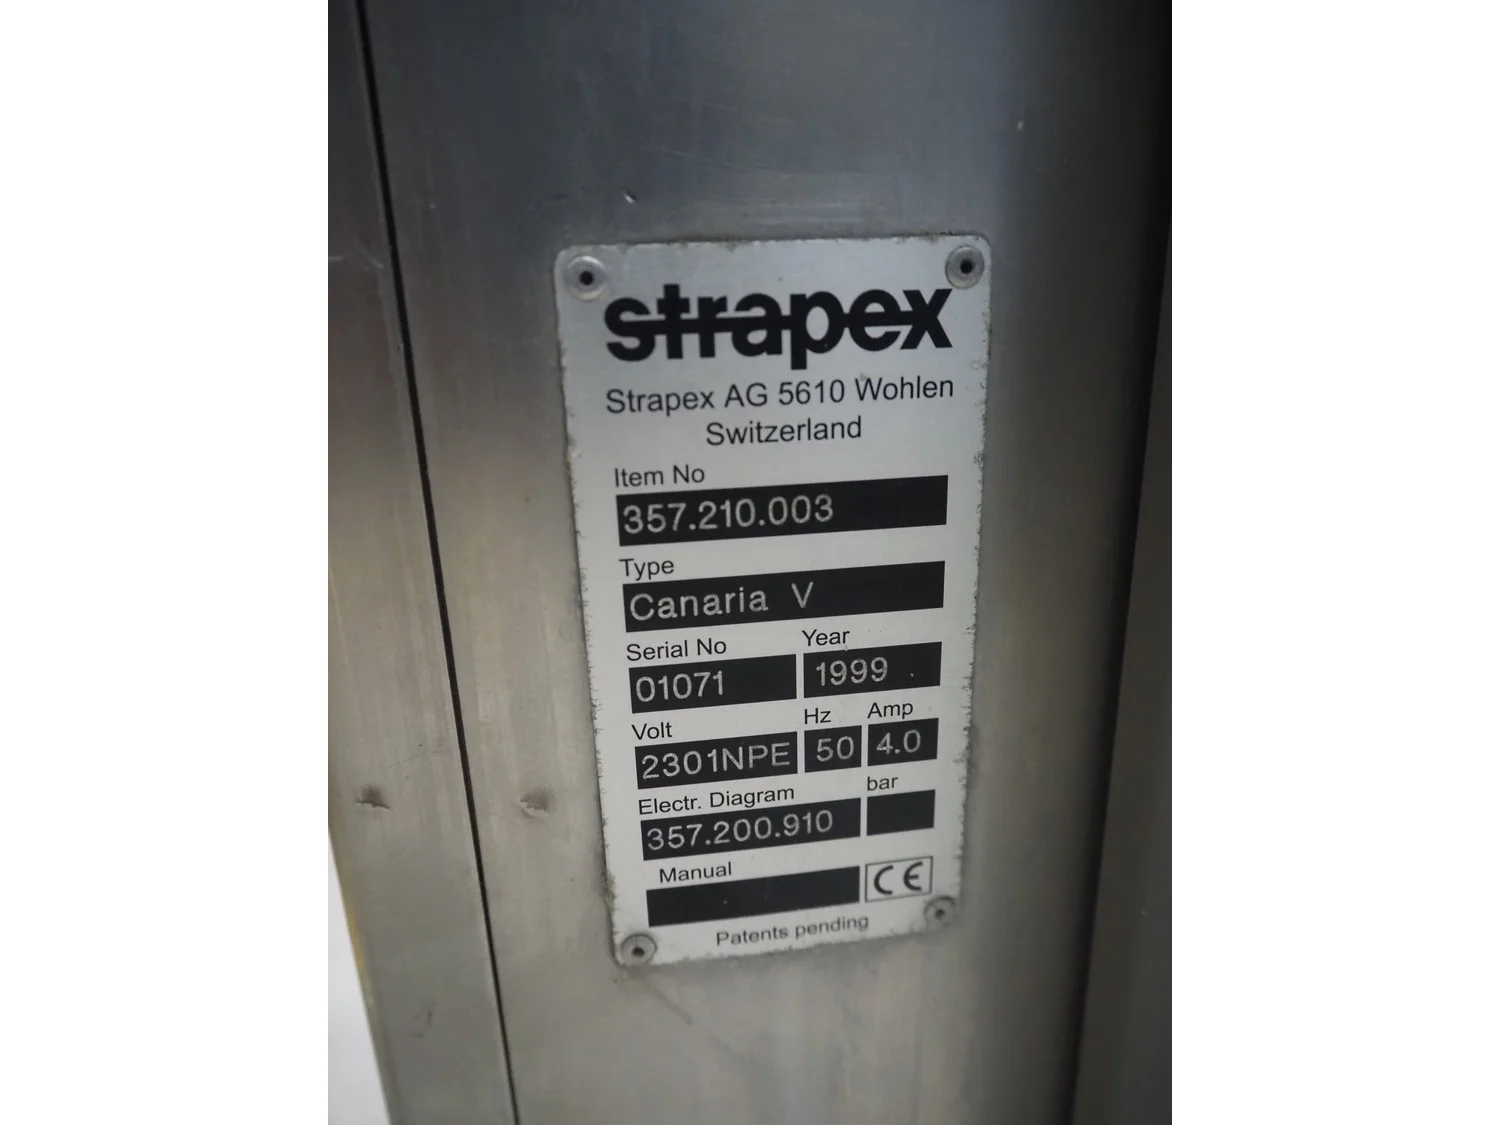 strapex
Strapex AG 5610 Wohlen
Switzerland
Item No
357.210.003
Type
Canaria V
Serial No Year
01071 1999
Volt Hz Amp
2301NPE 50 4.0
Electr. Diagram bar
357.200.910
Manual
CE
Patents pending